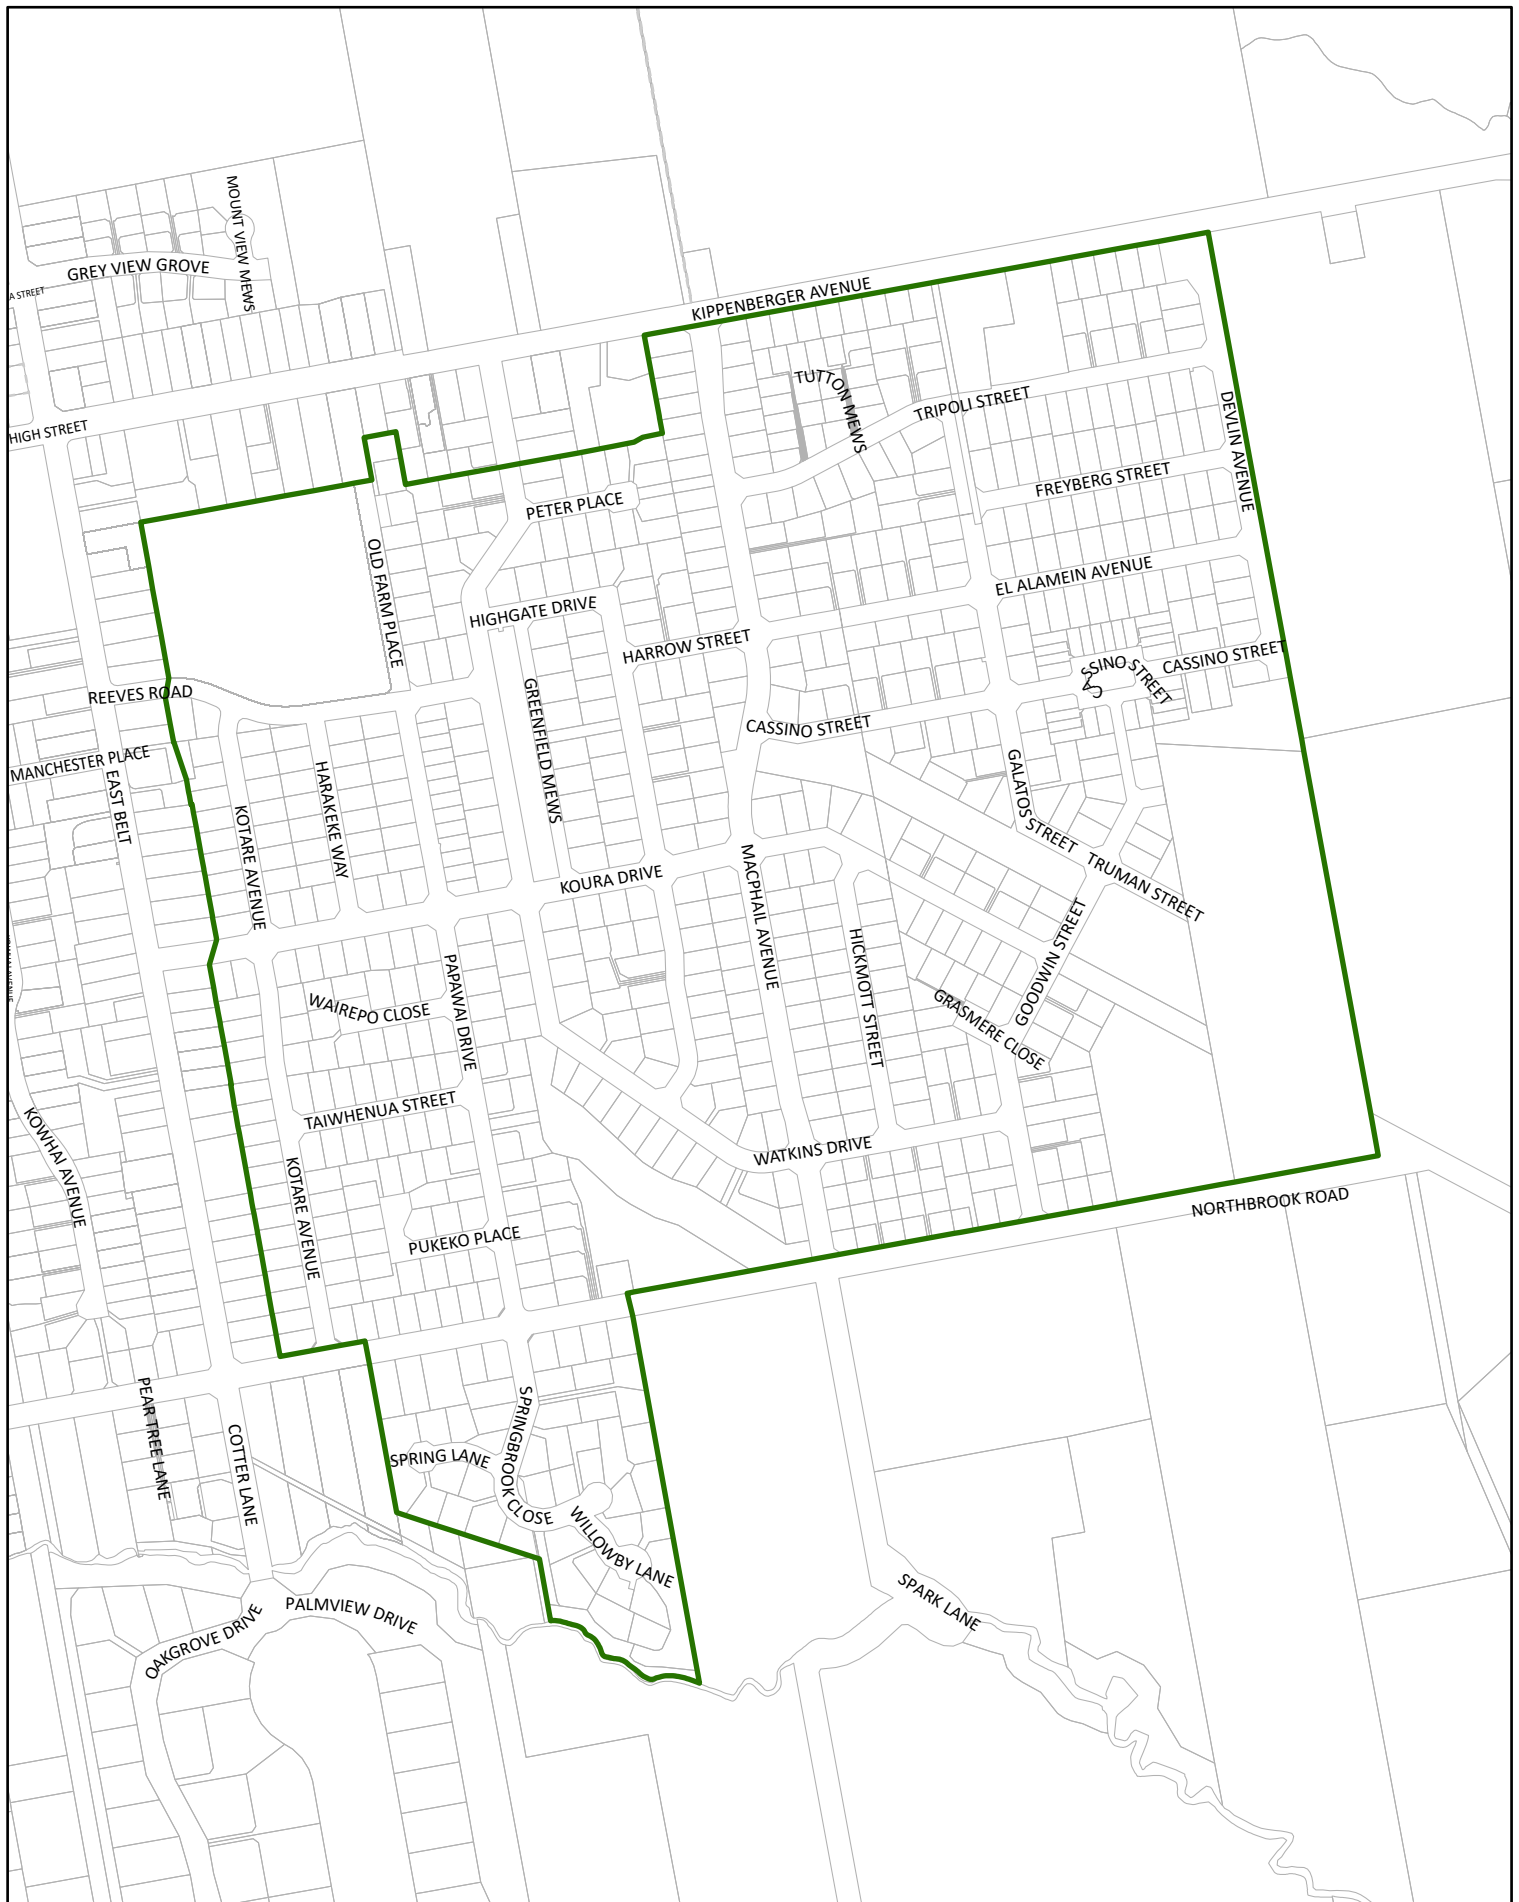 MOUNT VIEW MEWS
GREY VIEW GROVE
A STREET
KIPPENBERGER AVENUE
HIGH STREET
TUTTON MEWS
TRIPOLI STREET
DEVLIN AVENUE
FREYBERG STREET
PETER PLACE
OLD FARM PLACE
EL ALAMEIN AVENUE
HIGHGATE DRIVE
HARROW STREET
CASSINO STREET
CASSINO STREET
REEVES ROAD
GREENFIELD MEWS
CASSINO STREET
MANCHESTER PLACE
EAST BELT
HARAKEKE WAY
KOTARE AVENUE
GALATOS STREET
TRUMAN STREET
KOURA DRIVE
MACPHAIL AVENUE
HICKMOTT STREET
GOODWIN STREET
PAPAWAI DRIVE
WAIREPO CLOSE
GRASMERE CLOSE
TAIWHENUA STREET
KOWHAI AVENUE
WATKINS DRIVE
KOTARE AVENUE
NORTHBROOK ROAD
PUKEKO PLACE
PEAR TREE LANE
COTTER LANE
SPRING LANE
SPRINGBROOK CLOSE
WILLOWBY LANE
SPARK LANE
PALMVIEW DRIVE
OAKGROVE DRIVE